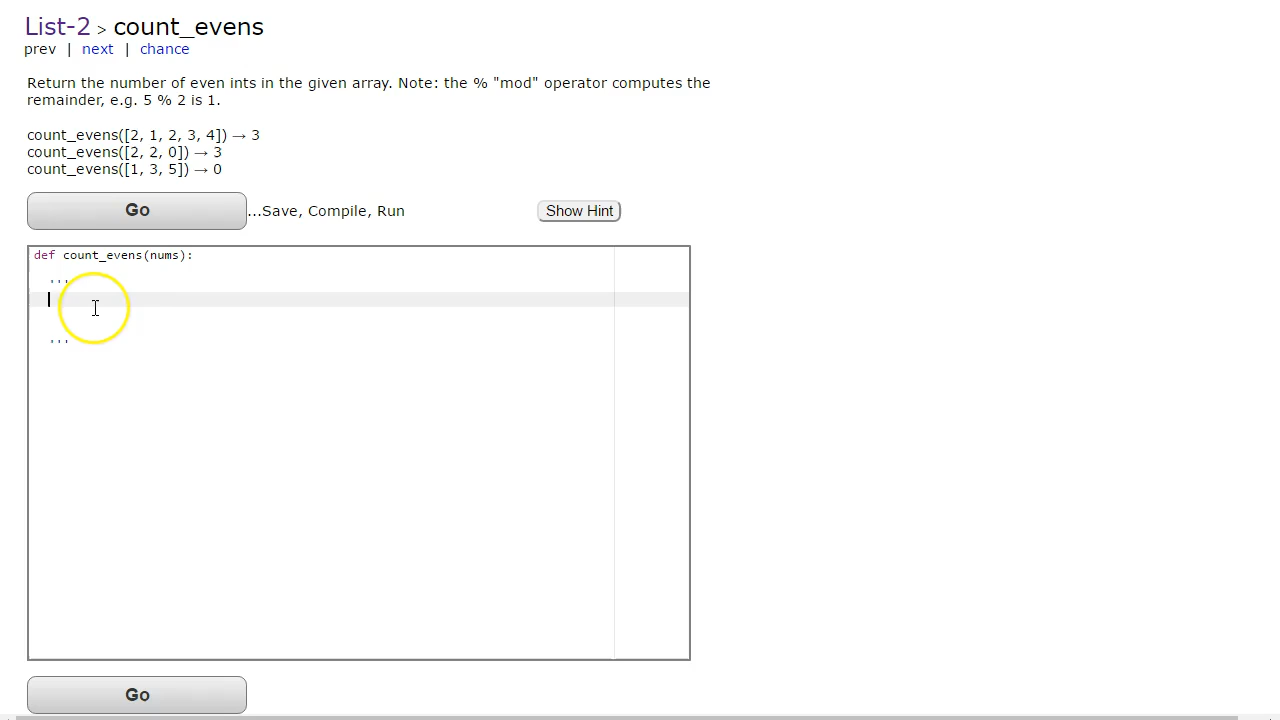 List-2 > count_evens
prev | next | chance
Return the number of even ints in the given array. Note: the % "mod" operator computes the
remainder, e.g. 5 % 2 is 1.
count_evens([2, 1, 2, 3, 4]) → 3
count_evens([2, 2, 0]) → 3
count_evens([1, 3, 5]) → 0
Go ...Save, Compile, Run Show Hint
def count_evens(nums):
'''
'''
Go